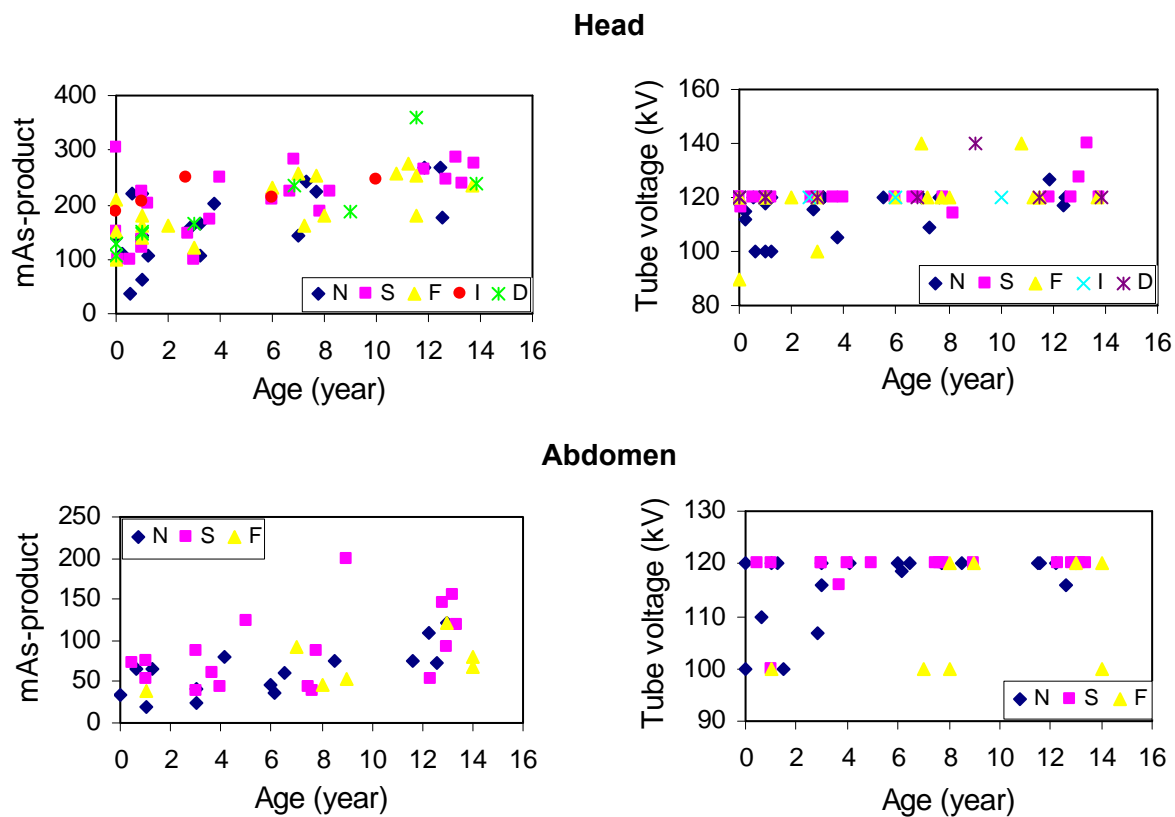 Head
mAs-product
400
300
200
100
0
N S F I D
0 2 4 6 8 10 12 14 16
Age (year)
Tube voltage (kV)
160
140
120
100
80
N S F I D
0 2 4 6 8 10 12 14 16
Age (year)
Abdomen
mAs-product
250
200
150
100
50
0
N S F
0 2 4 6 8 10 12 14 16
Age (year)
Tube voltage (kV)
130
120
110
100
90
N S F
0 2 4 6 8 10 12 14 16
Age (year)